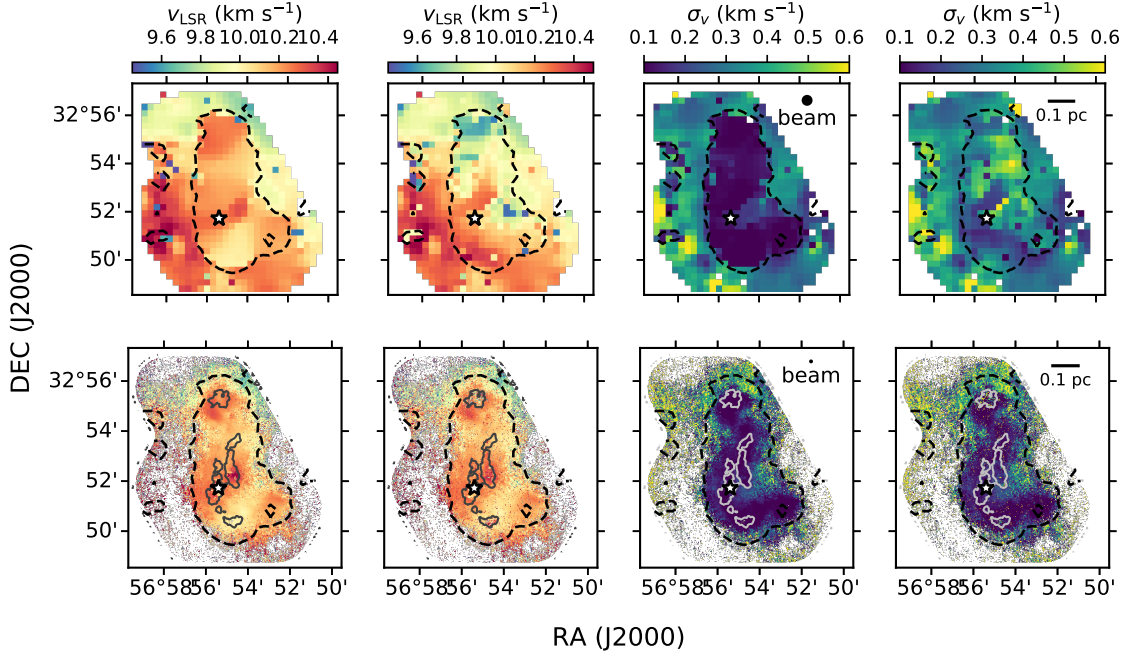 v_LSR (km s⁻¹) v_LSR (km s⁻¹) σ_v (km s⁻¹) σ_v (km s⁻¹)
9.6 9.8 10.0 10.2 10.4 9.6 9.8 10.0 10.2 10.4 0.1 0.2 0.3 0.4 0.5 0.6 0.1 0.2 0.3 0.4 0.5 0.6
32°56' beam 0.1 pc
54'
52'
50'
DEC (J2000)
32°56' beam 0.1 pc
54'
52'
50'
56°58' 56 54 52 50' 56°58' 56 54 52 50' 56°58' 56 54 52 50' 56°58' 56 54 52 50'
RA (J2000)